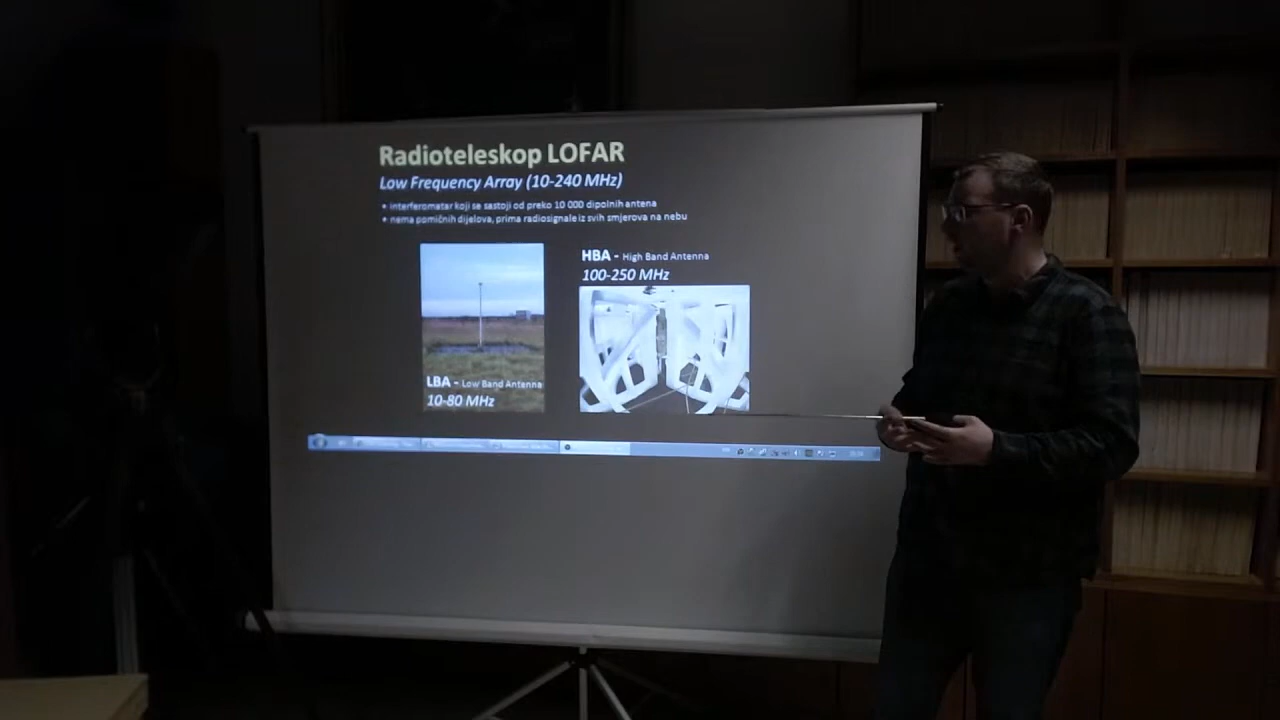 Radioteleskop LOFAR
Low Frequency Array (10-240 MHz)
• interferomatar koji se sastoji od preko 10 000 dipolnih antena
• nema pomičnih dijelova, prima radiosignale iz svih smjerova na nebu
HBA - High Band Antenna
100-250 MHz
LBA - Low Band Antenna
10-80 MHz